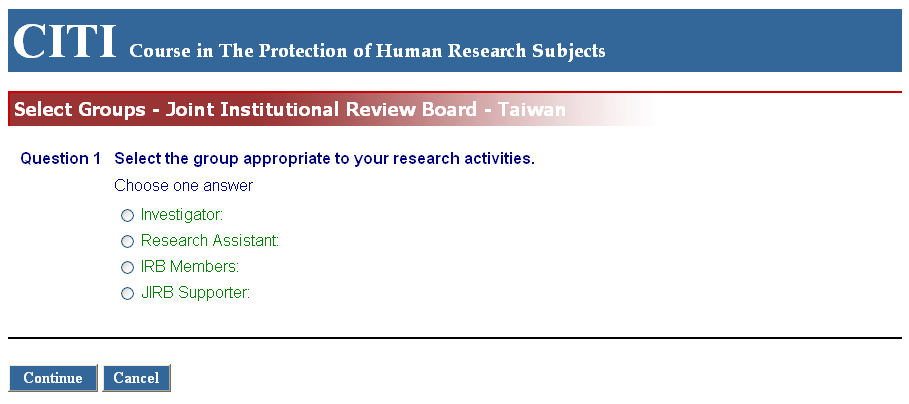 CITI Course in The Protection of Human Research Subjects
Select Groups - Joint Institutional Review Board - Taiwan
Question 1 Select the group appropriate to your research activities.
Choose one answer
Investigator:
Research Assistant:
IRB Members:
JIRB Supporter:
Continue Cancel